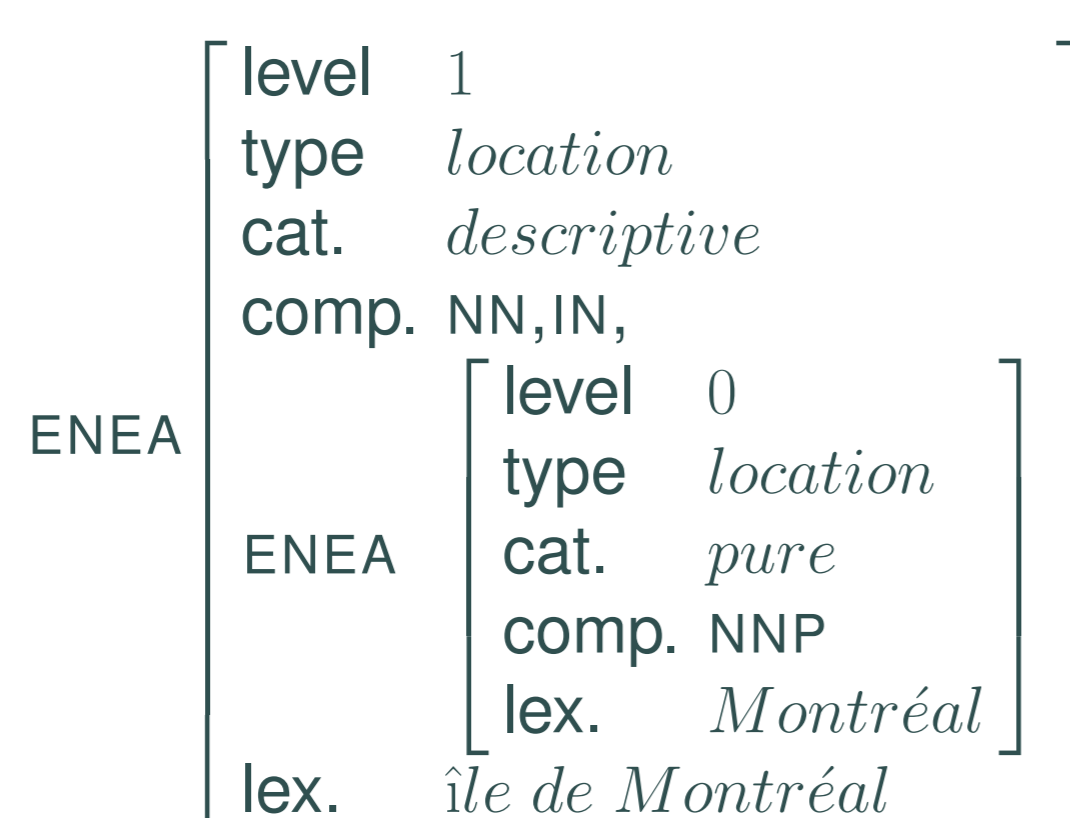 level 1
type location
cat. descriptive
comp. NN,IN,
level 0
ENEA
type location
ENEA
cat. pure
comp. NNP
lex. Montréal
lex. île de Montréal